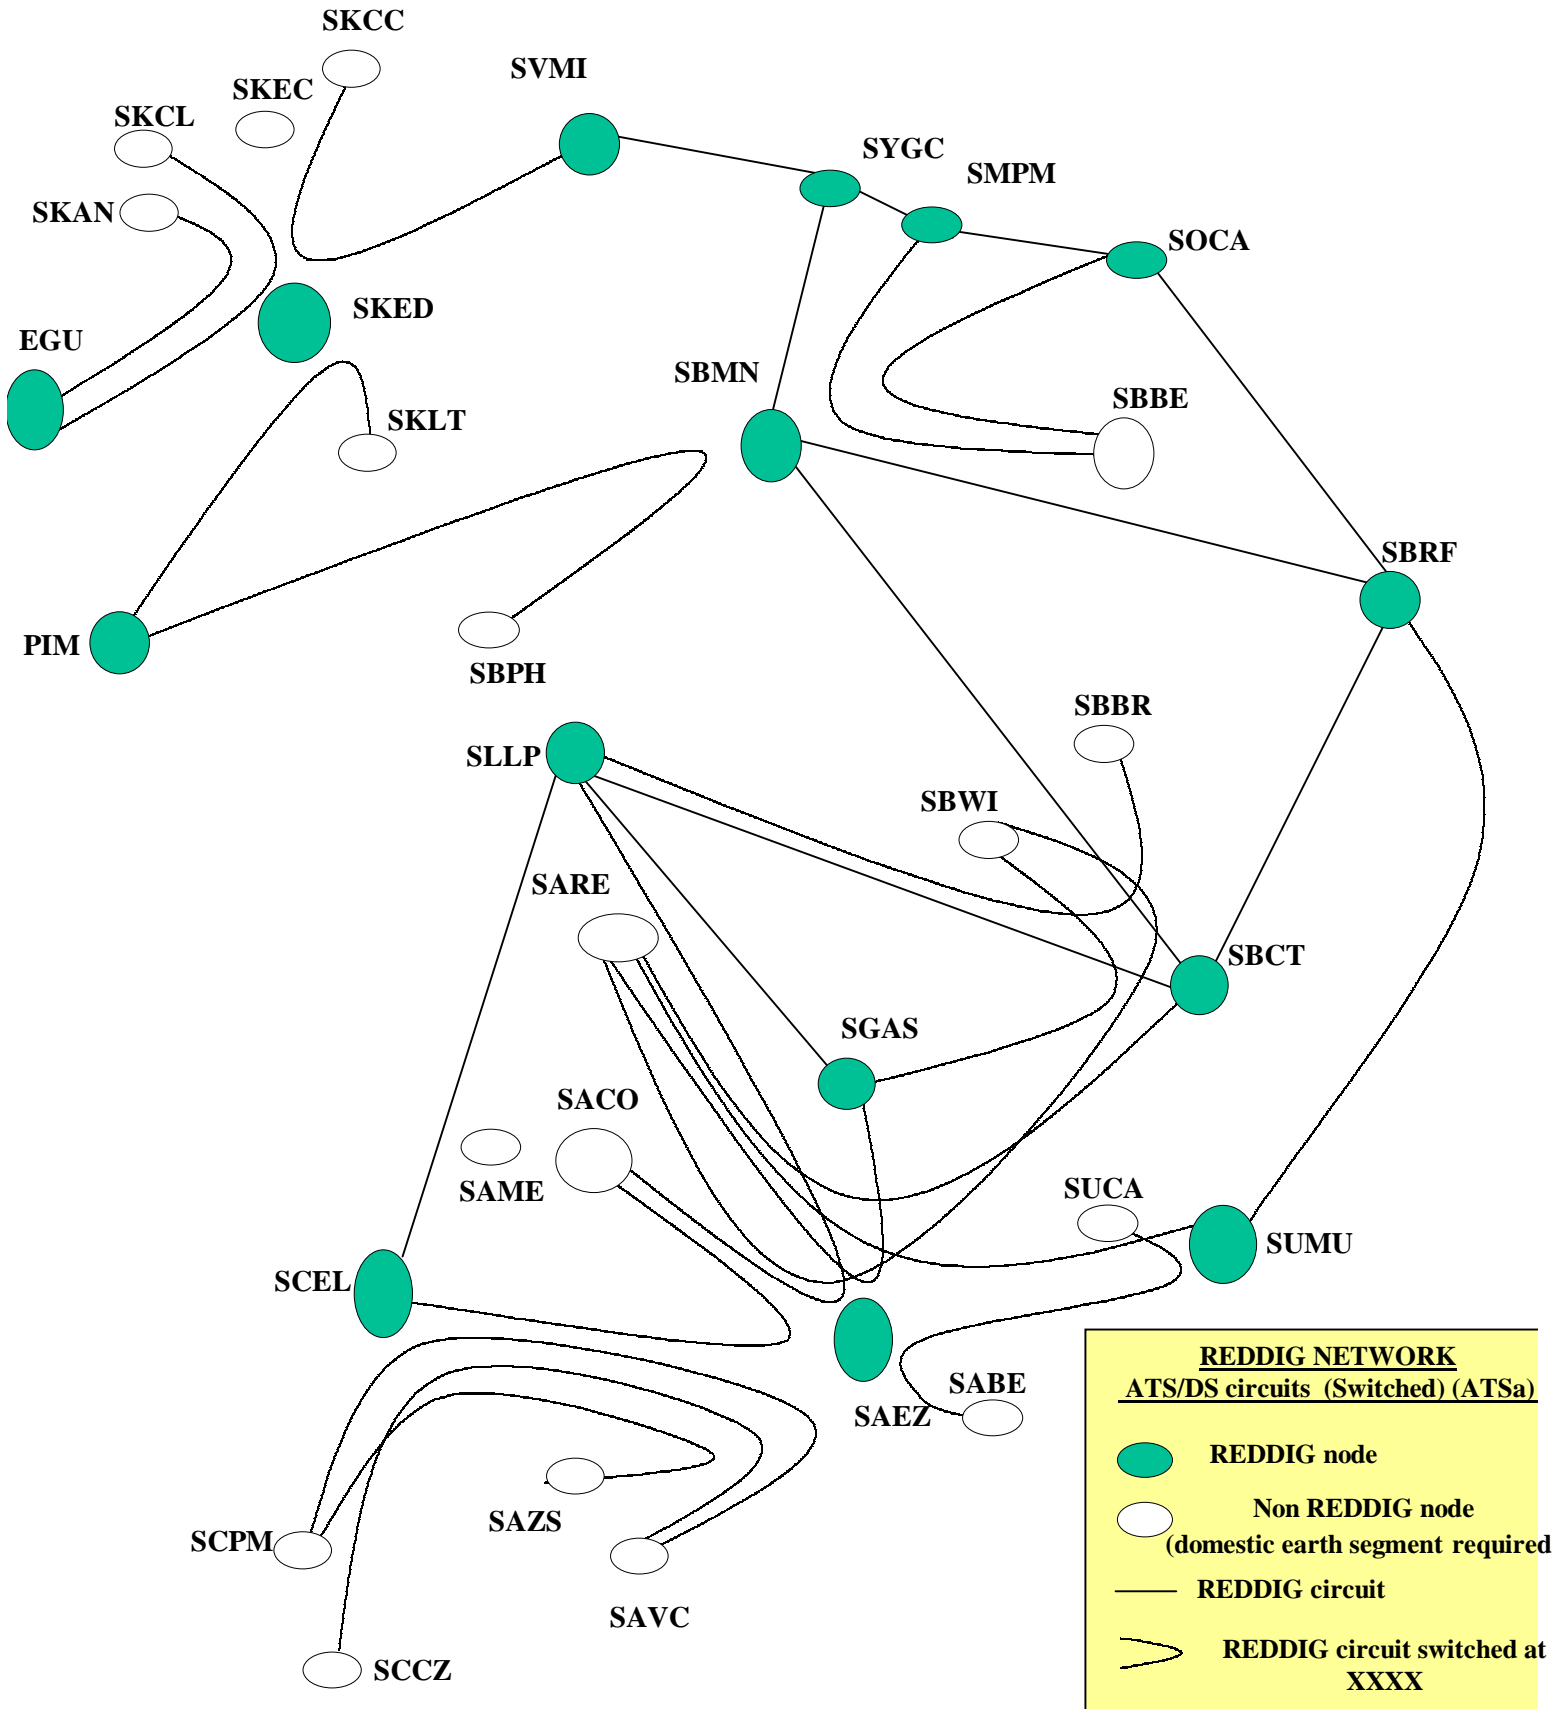 SKCC
SVMI
SKEC
SKCL
SYGC
SMPM
SKAN
SOCA
SKED
EGU
SBMN
SBBE
SKLT
SBRF
PIM
SBPH
SBBR
SLLP
SBWI
SARE
SBCT
SGAS
SACO
SAME
SUCA
SUMU
SCEL
SABE
SAEZ
SAZS
SCPM
SAVC
SCCZ
REDDIG NETWORK
ATS/DS circuits (Switched) (ATSa)
REDDIG node
Non REDDIG node
(domestic earth segment required
REDDIG circuit
REDDIG circuit switched at
XXXX